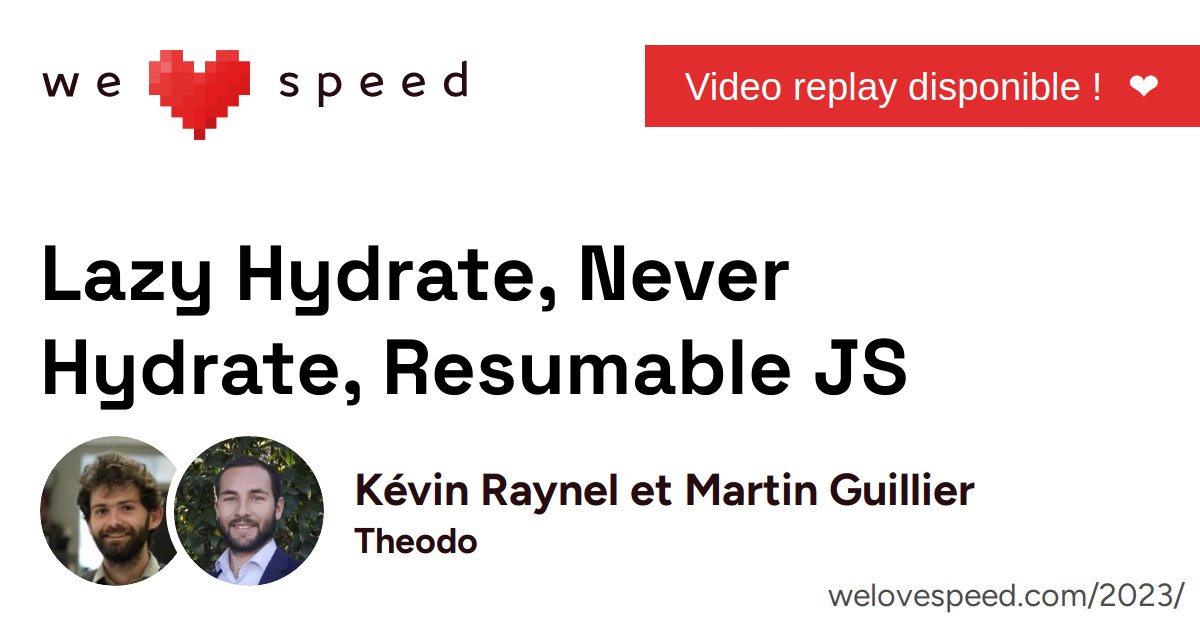 we speed
Video replay disponible ! ❤
Lazy Hydrate, Never
Hydrate, Resumable JS
Kévin Raynel et Martin Guillier
Theodo
welovespeed.com/2023/